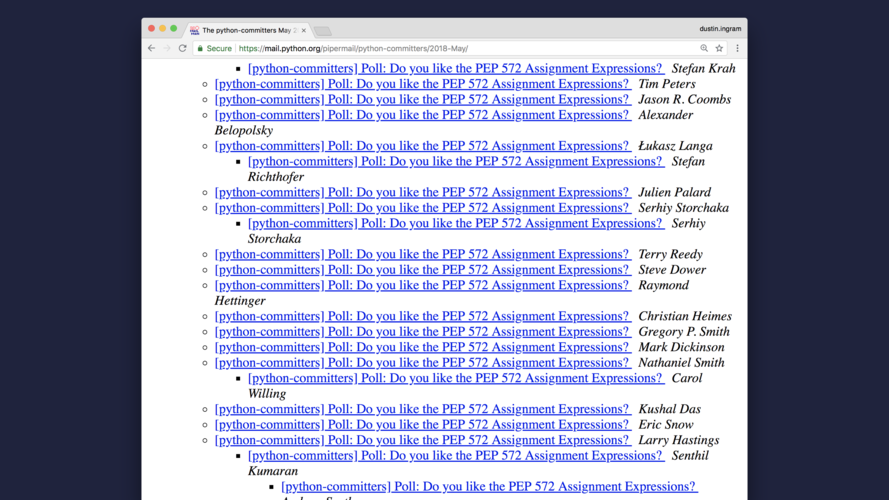 The python-committers May 2
dustin.ingram
Secure https://mail.python.org/pipermail/python-committers/2018-May/
[python-committers] Poll: Do you like the PEP 572 Assignment Expressions? Stefan Krah
[python-committers] Poll: Do you like the PEP 572 Assignment Expressions? Tim Peters
[python-committers] Poll: Do you like the PEP 572 Assignment Expressions? Jason R. Coombs
[python-committers] Poll: Do you like the PEP 572 Assignment Expressions? Alexander
Belopolsky
[python-committers] Poll: Do you like the PEP 572 Assignment Expressions? Łukasz Langa
[python-committers] Poll: Do you like the PEP 572 Assignment Expressions? Stefan
Richthofer
[python-committers] Poll: Do you like the PEP 572 Assignment Expressions? Julien Palard
[python-committers] Poll: Do you like the PEP 572 Assignment Expressions? Serhiy Storchaka
[python-committers] Poll: Do you like the PEP 572 Assignment Expressions? Serhiy
Storchaka
[python-committers] Poll: Do you like the PEP 572 Assignment Expressions? Terry Reedy
[python-committers] Poll: Do you like the PEP 572 Assignment Expressions? Steve Dower
[python-committers] Poll: Do you like the PEP 572 Assignment Expressions? Raymond
Hettinger
[python-committers] Poll: Do you like the PEP 572 Assignment Expressions? Christian Heimes
[python-committers] Poll: Do you like the PEP 572 Assignment Expressions? Gregory P. Smith
[python-committers] Poll: Do you like the PEP 572 Assignment Expressions? Mark Dickinson
[python-committers] Poll: Do you like the PEP 572 Assignment Expressions? Nathaniel Smith
[python-committers] Poll: Do you like the PEP 572 Assignment Expressions? Carol
Willing
[python-committers] Poll: Do you like the PEP 572 Assignment Expressions? Kushal Das
[python-committers] Poll: Do you like the PEP 572 Assignment Expressions? Eric Snow
[python-committers] Poll: Do you like the PEP 572 Assignment Expressions? Larry Hastings
[python-committers] Poll: Do you like the PEP 572 Assignment Expressions? Senthil
Kumaran
[python-committers] Poll: Do you like the PEP 572 Assignment Expressions?